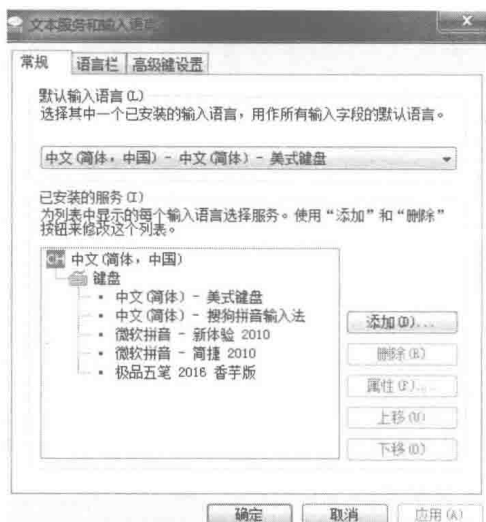 文本服务和输入语言
常规 语言栏 高级键设置
默认输入语言(L)
选择其中一个已安装的输入语言，用作所有输入字段的默认语言。
中文(简体，中国) - 中文(简体) - 美式键盘
已安装的服务(I)
为列表中显示的每个输入语言选择服务。使用“添加”和“删除”
按钮来修改这个列表。
CH 中文(简体，中国)
键盘
• 中文(简体) - 美式键盘
• 中文(简体) - 搜狗拼音输入法
• 微软拼音 - 新体验 2010
• 微软拼音 - 简捷 2010
• 极品五笔 2016 香芋版
添加(D)...
删除(R)
属性(P)...
上移(U)
下移(O)
确定 取消 应用(A)